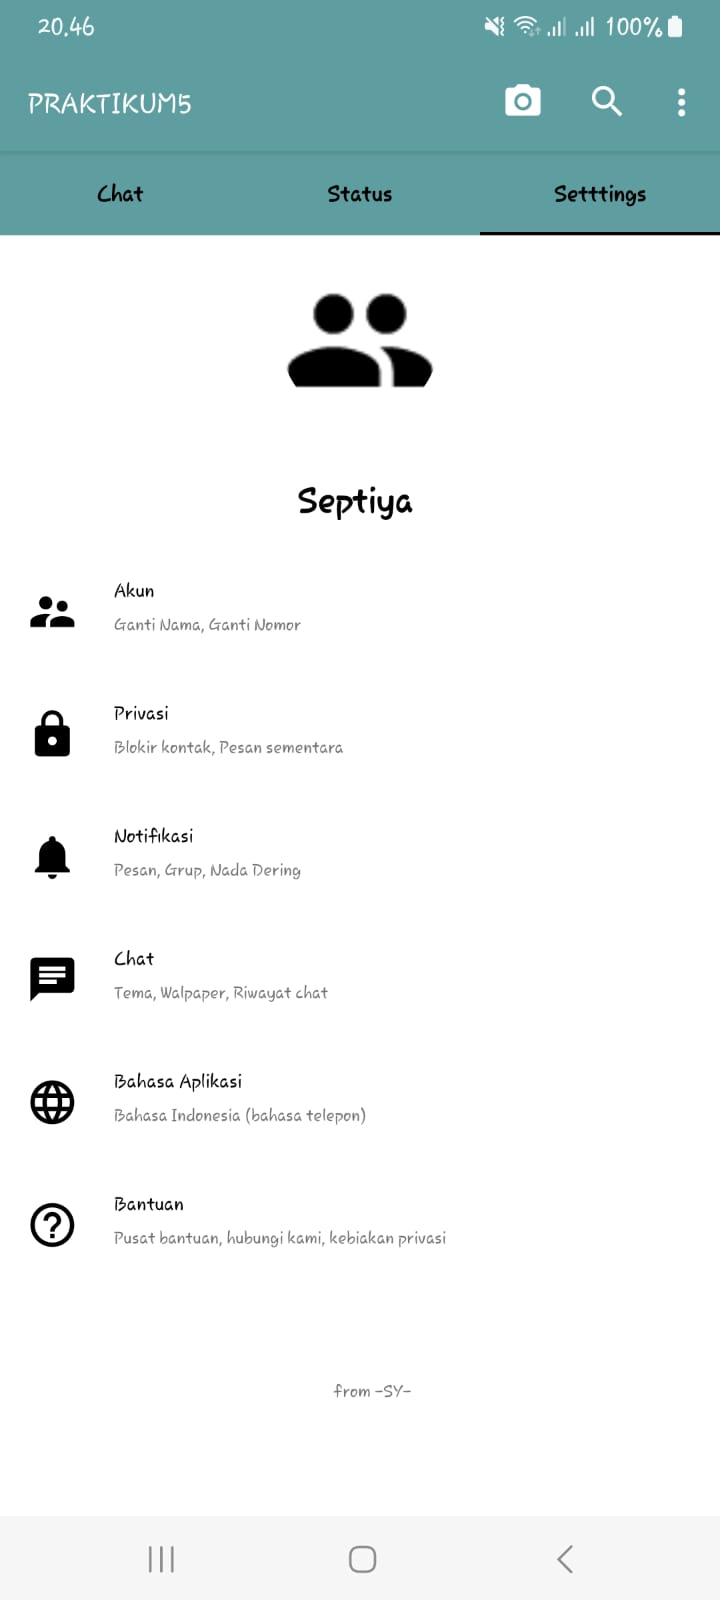 20.46 100%
PRAKTIKUM5
Chat Status Setttings
Septiya
Akun
Ganti Nama, Ganti Nomor
Privasi
Blokir kontak, Pesan sementara
Notifikasi
Pesan, Grup, Nada Dering
Chat
Tema, Walpaper, Riwayat chat
Bahasa Aplikasi
Bahasa Indonesia (bahasa telepon)
Bantuan
Pusat bantuan, hubungi kami, kebiakan privasi
from -SY-